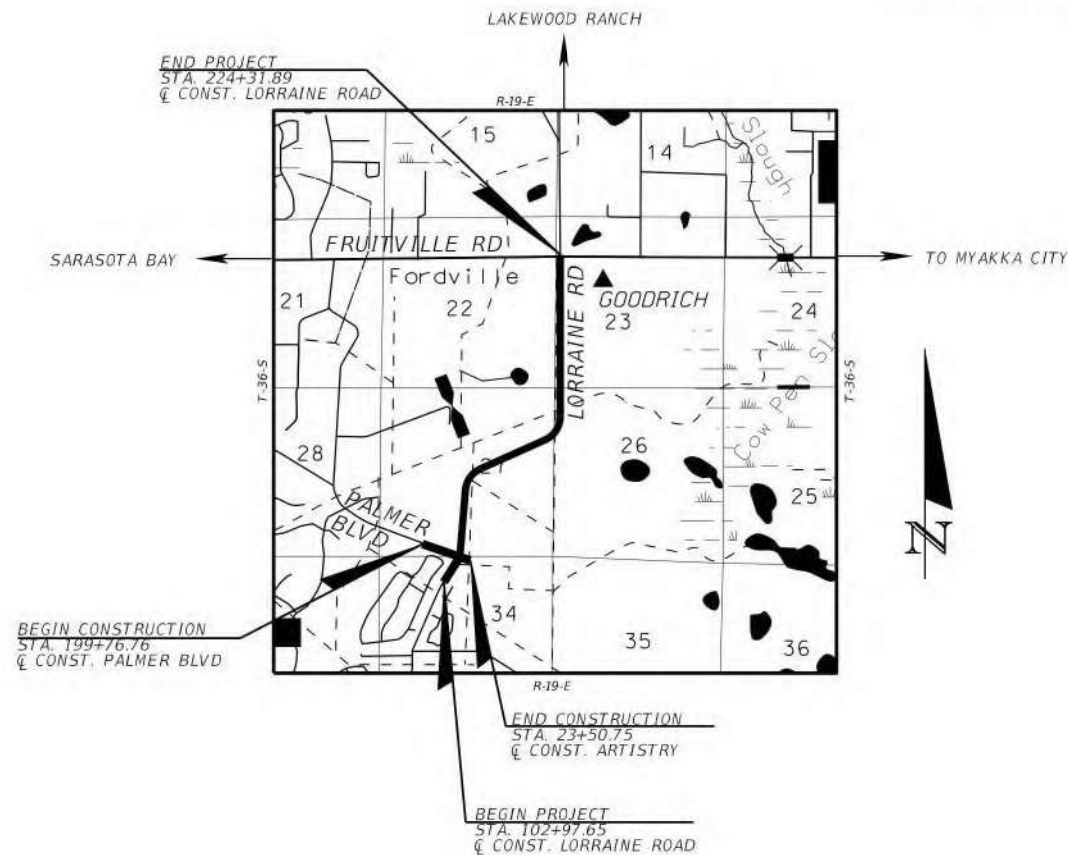 LAKEWOOD RANCH
END PROJECT
STA. 224+31.89
℄ CONST. LORRAINE ROAD
R-19-E
15
14
Slough
FRUITVILLE RD
SARASOTA BAY
TO MYAKKA CITY
Fordville
GOODRICH
21
22
23
24
LORRAINE RD
T-36-S
T-36-S
Cow Pen
28
26
25
PALMER
BLVD
N
34
35
36
BEGIN CONSTRUCTION
STA. 199+76.76
℄ CONST. PALMER BLVD
R-19-E
END CONSTRUCTION
STA. 23+50.75
℄ CONST. ARTISTRY
BEGIN PROJECT
STA. 102+97.65
℄ CONST. LORRAINE ROAD